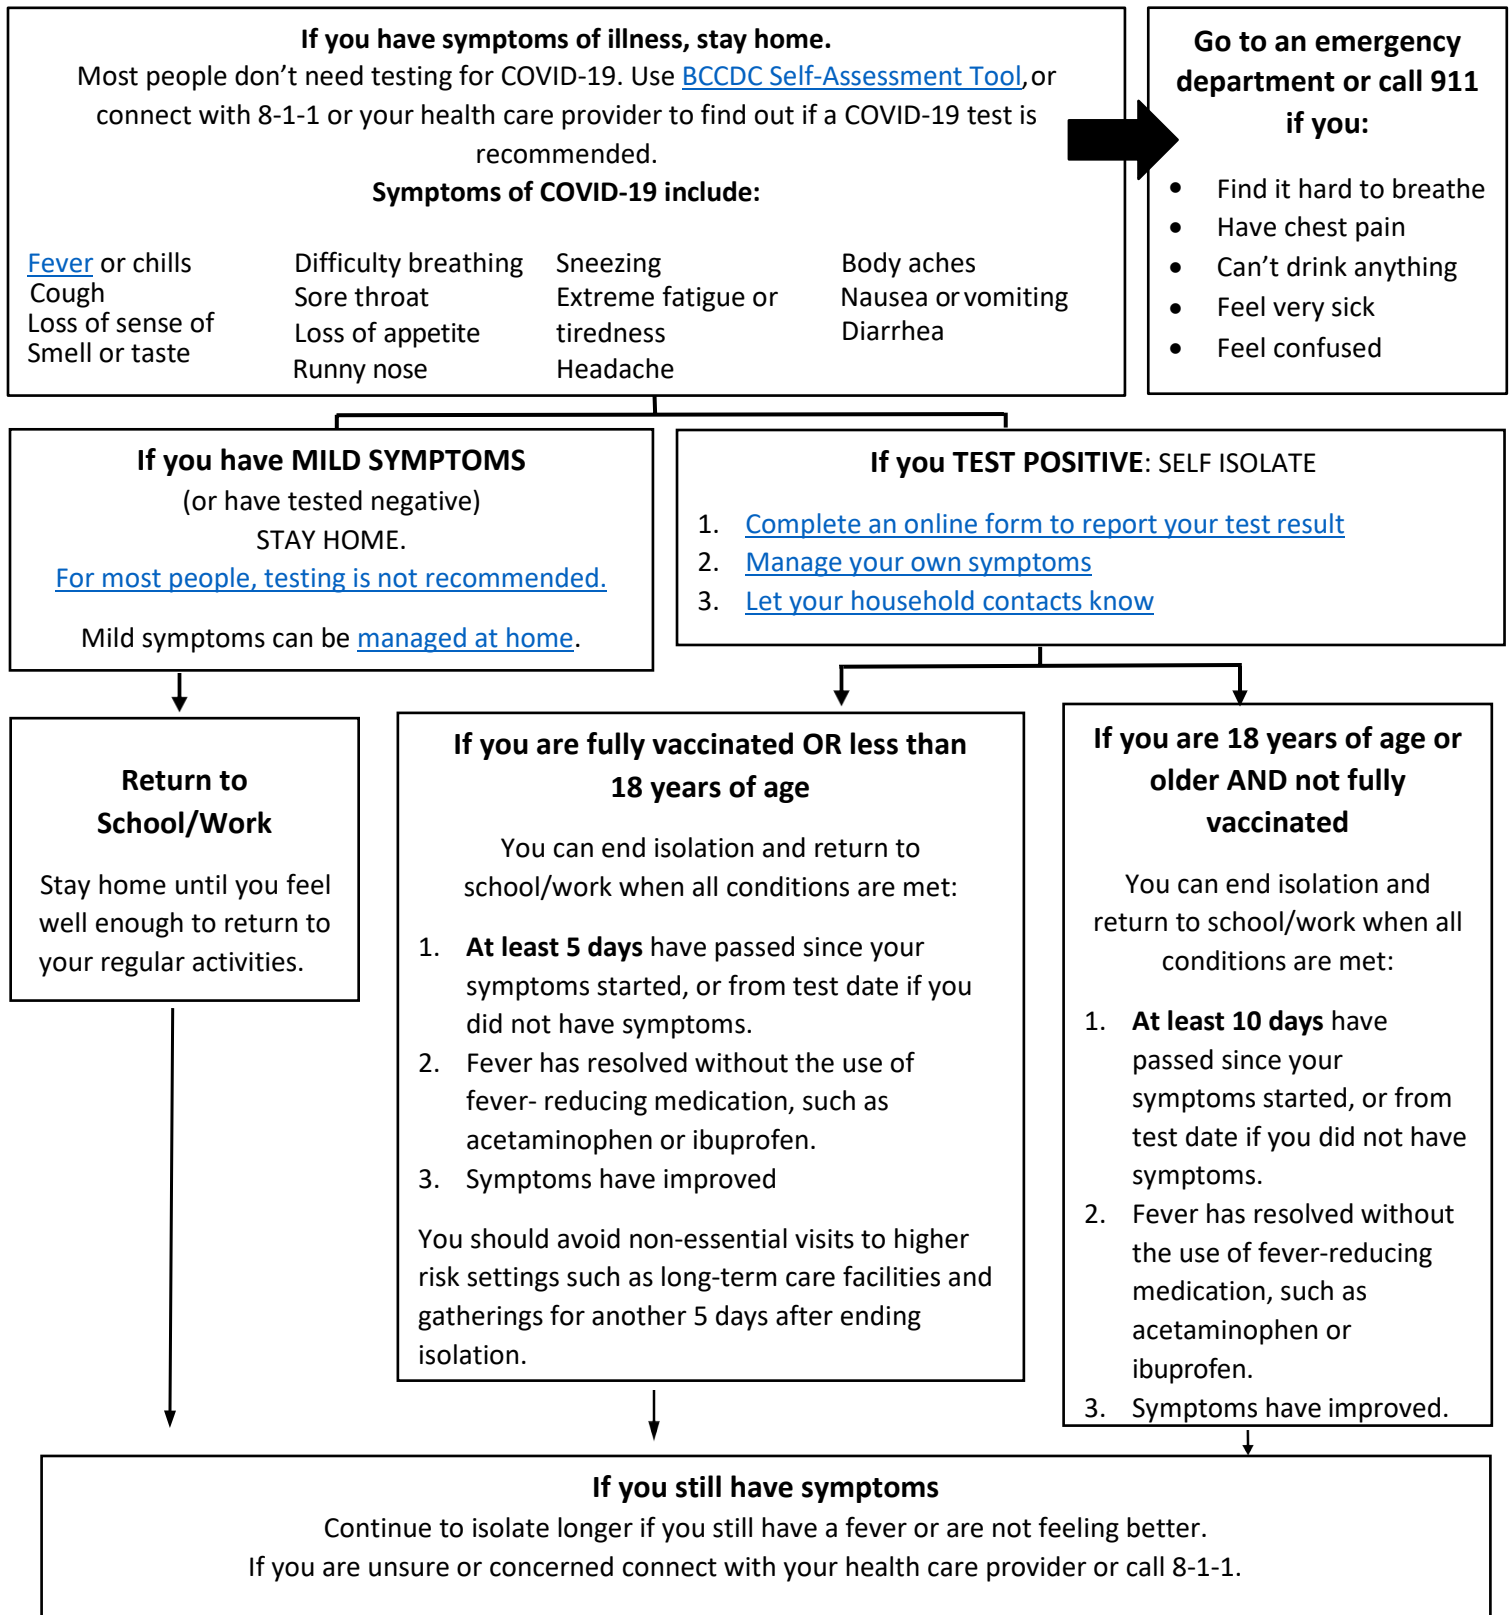 If you have symptoms of illness, stay home.
Most people don't need testing for COVID-19. Use BCCDC Self-Assessment Tool, or
connect with 8-1-1 or your health care provider to find out if a COVID-19 test is
recommended.
Symptoms of COVID-19 include:
Fever or chills
Cough
Loss of sense of
Smell or taste
Difficulty breathing
Sore throat
Loss of appetite
Runny nose
Sneezing
Extreme fatigue or
tiredness
Headache
Body aches
Nausea or vomiting
Diarrhea
Go to an emergency
department or call 911
if you:
• Find it hard to breathe
• Have chest pain
• Can't drink anything
• Feel very sick
• Feel confused
If you have MILD SYMPTOMS
(or have tested negative)
STAY HOME.
For most people, testing is not recommended.
Mild symptoms can be managed at home.
If you TEST POSITIVE: SELF ISOLATE
1. Complete an online form to report your test result
2. Manage your own symptoms
3. Let your household contacts know
Return to
School/Work
Stay home until you feel
well enough to return to
your regular activities.
If you are fully vaccinated OR less than
18 years of age
You can end isolation and return to
school/work when all conditions are met:
1. At least 5 days have passed since your
symptoms started, or from test date if you
did not have symptoms.
2. Fever has resolved without the use of
fever- reducing medication, such as
acetaminophen or ibuprofen.
3. Symptoms have improved
You should avoid non-essential visits to higher
risk settings such as long-term care facilities and
gatherings for another 5 days after ending
isolation.
If you are 18 years of age or
older AND not fully
vaccinated
You can end isolation and
return to school/work when all
conditions are met:
1. At least 10 days have
passed since your
symptoms started, or from
test date if you did not have
symptoms.
2. Fever has resolved without
the use of fever-reducing
medication, such as
acetaminophen or
ibuprofen.
3. Symptoms have improved.
If you still have symptoms
Continue to isolate longer if you still have a fever or are not feeling better.
If you are unsure or concerned connect with your health care provider or call 8-1-1.